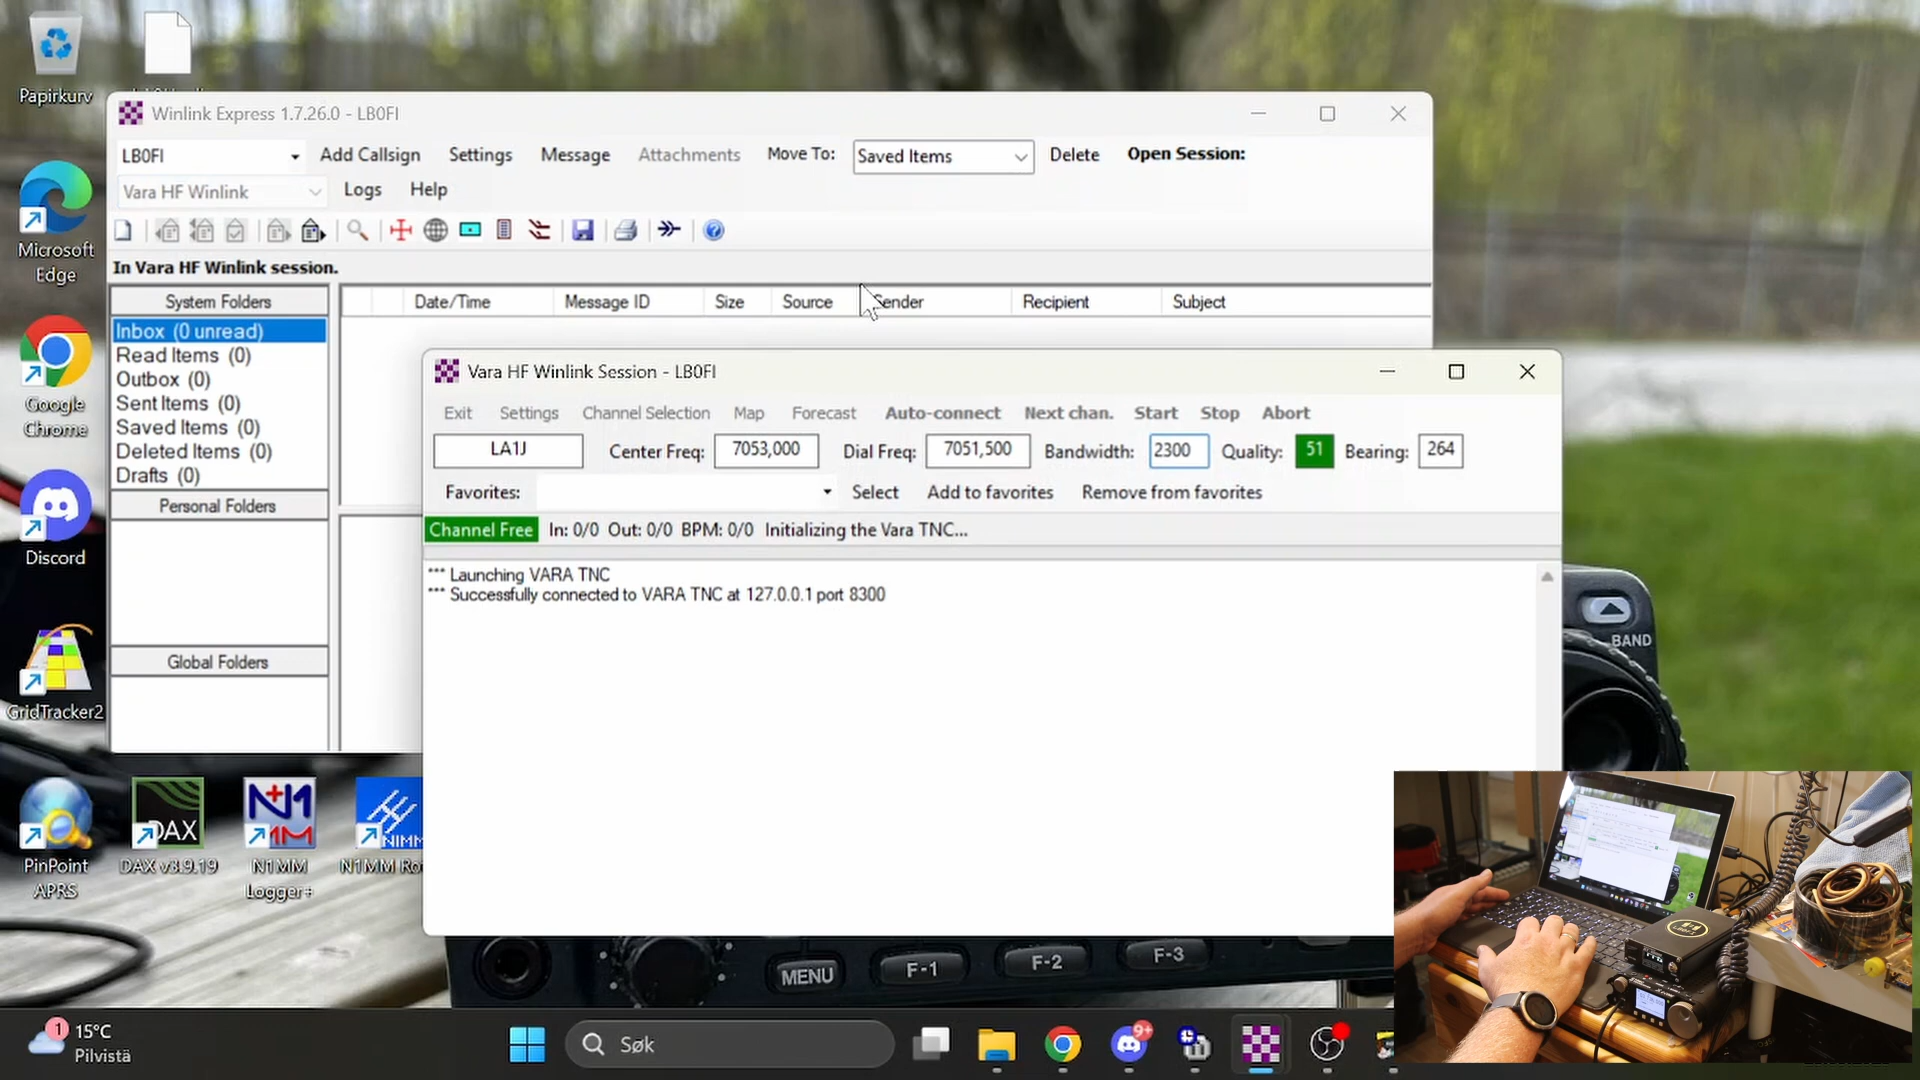 Papirkurv
Microsoft
Edge
Google
Chrome
Discord
GridTracker2
PinPoint
APRS
DAX
DAX v3.9.19
N1
1M
N1MM
Logger+
NIMM
N1MM Ro
Winlink Express 1.7.26.0 - LB0FI
LB0FI Add Callsign Settings Message Attachments Move To: Saved Items Delete Open Session:
Vara HF Winlink Logs Help
In Vara HF Winlink session.
System Folders
Inbox (0 unread)
Read Items (0)
Outbox (0)
Sent Items (0)
Saved Items (0)
Deleted Items (0)
Drafts (0)
Personal Folders
Global Folders
Date/Time Message ID Size Source Sender Recipient Subject
Vara HF Winlink Session - LB0FI
Exit Settings Channel Selection Map Forecast Auto-connect Next chan. Start Stop Abort
LA1J Center Freq: 7053,000 Dial Freq: 7051,500 Bandwidth: 2300 Quality: 51 Bearing: 264
Favorites: Select Add to favorites Remove from favorites
Channel Free In: 0/0 Out: 0/0 BPM: 0/0 Initializing the Vara TNC...
*** Launching VARA TNC
*** Successfully connected to VARA TNC at 127.0.0.1 port 8300
BAND
MENU F-1 F-2 F-3
1 15°C
Pilvistä
Søk
9+